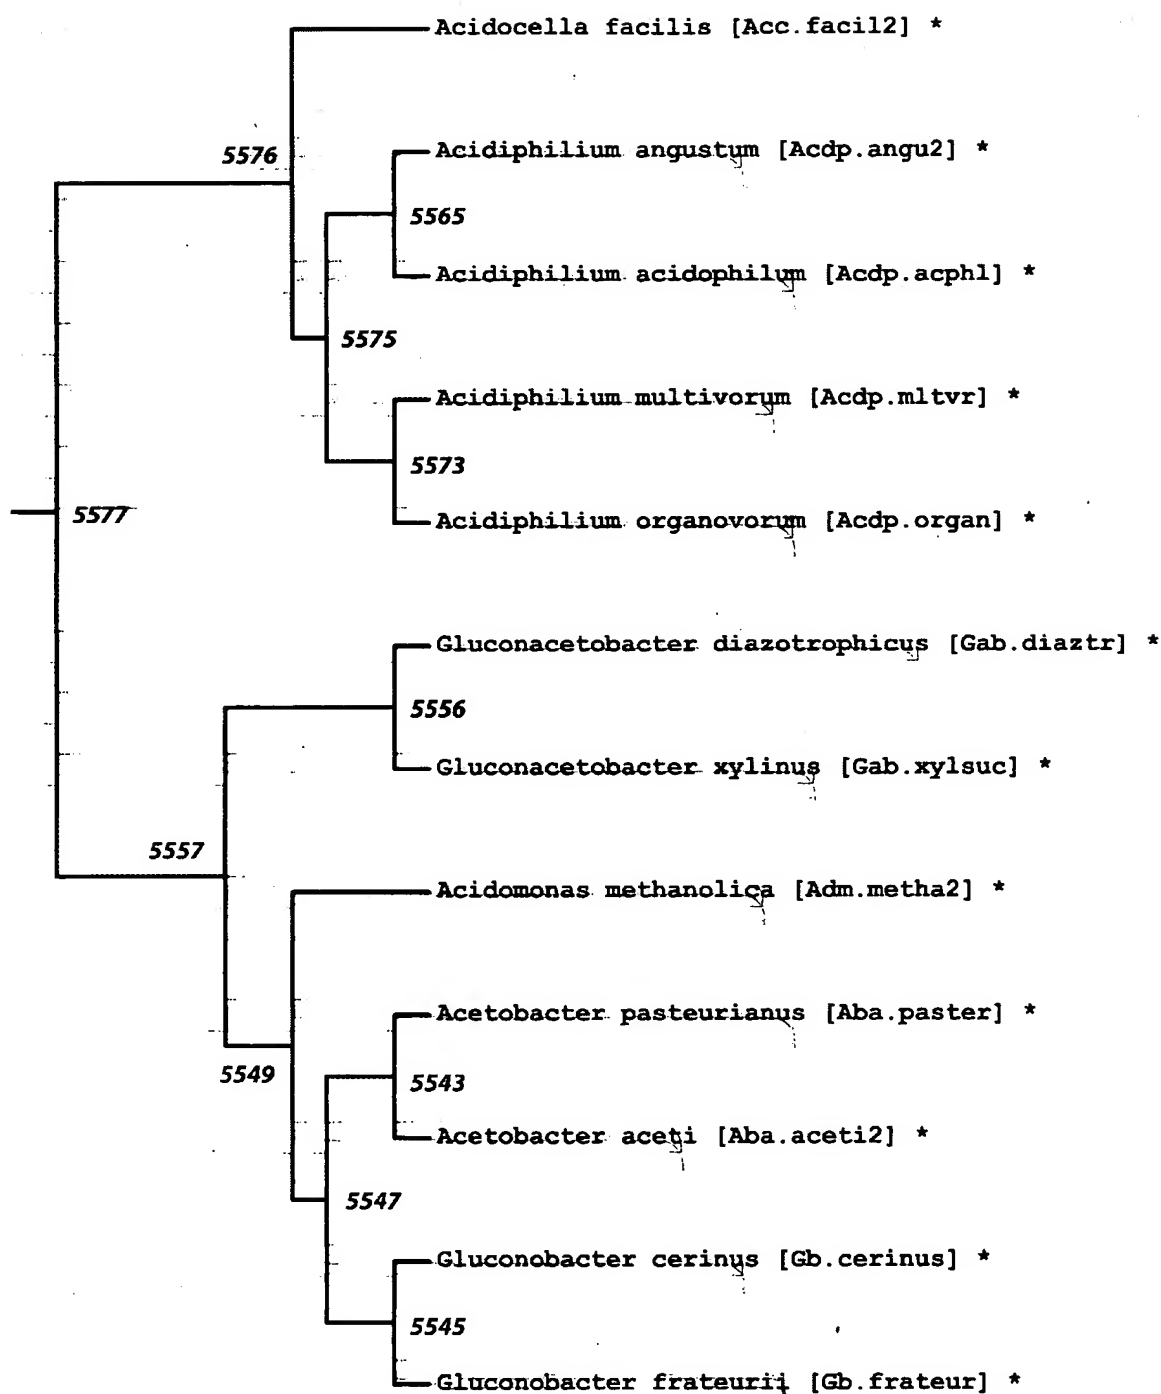 Acidocella facilis [Acc.facil2] *
Acidiphilium angustum [Acdp.angu2] *
5576
5565
Acidiphilium acidophilum [Acdp.acphl] *
5575
Acidiphilium multivorum [Acdp.mltvr] *
5573
5577
Acidiphilium organovorum [Acdp.organ] *
Gluconacetobacter diazotrophicus [Gab.diaztr] *
5556
Gluconacetobacter xylinus [Gab.xylsuc] *
5557
Acidomonas methanolica [Adm.metha2] *
Acetobacter pasteurianus [Aba.paster] *
5549
5543
Acetobacter aceti [Aba.aceti2] *
5547
Gluconobacter cerinus [Gb.cerinus] *
5545
Gluconobacter frateurii [Gb.frateur] *